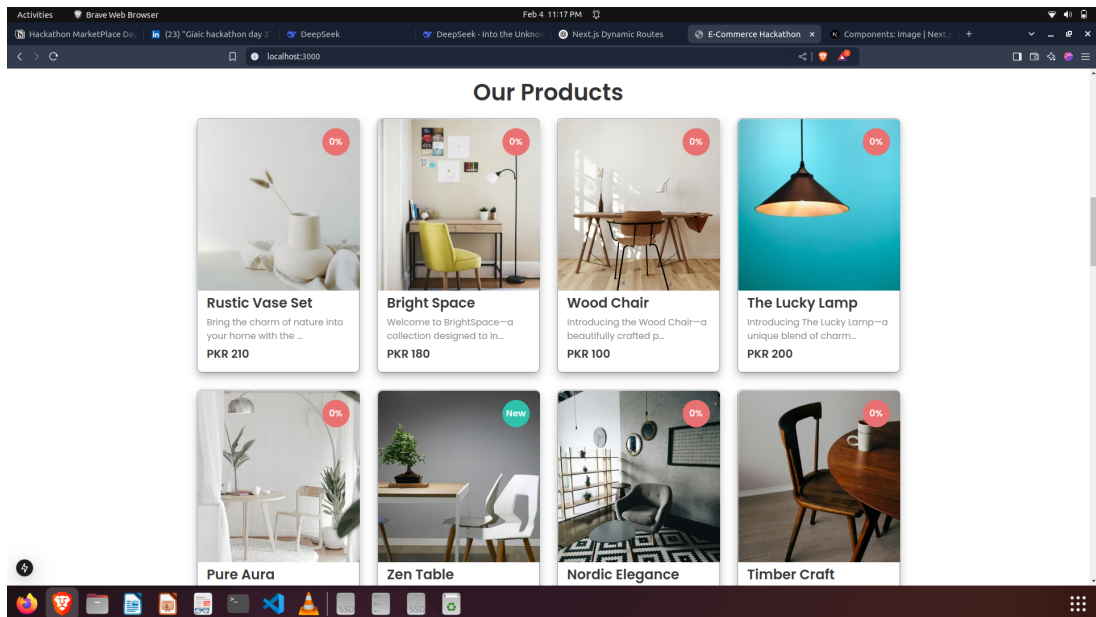 Activities Brave Web Browser Feb 4 11:17 PM
Hackathon MarketPlace Day (23) "Giaic hackathon day 3" DeepSeek DeepSeek - Into the Unknow Next.js Dynamic Routes E-Commerce Hackathon Components: Image | Next.j
localhost:3000
Our Products
0% 0% 0% 0%
Rustic Vase Set Bright Space Wood Chair The Lucky Lamp
Bring the charm of nature into Welcome to BrightSpace—a Introducing the Wood Chair—a Introducing The Lucky Lamp—a
your home with the ... collection designed to in... beautifully crafted p... unique blend of charm...
PKR 210 PKR 180 PKR 100 PKR 200
0% New 0% 0%
Pure Aura Zen Table Nordic Elegance Timber Craft
SSD SSD